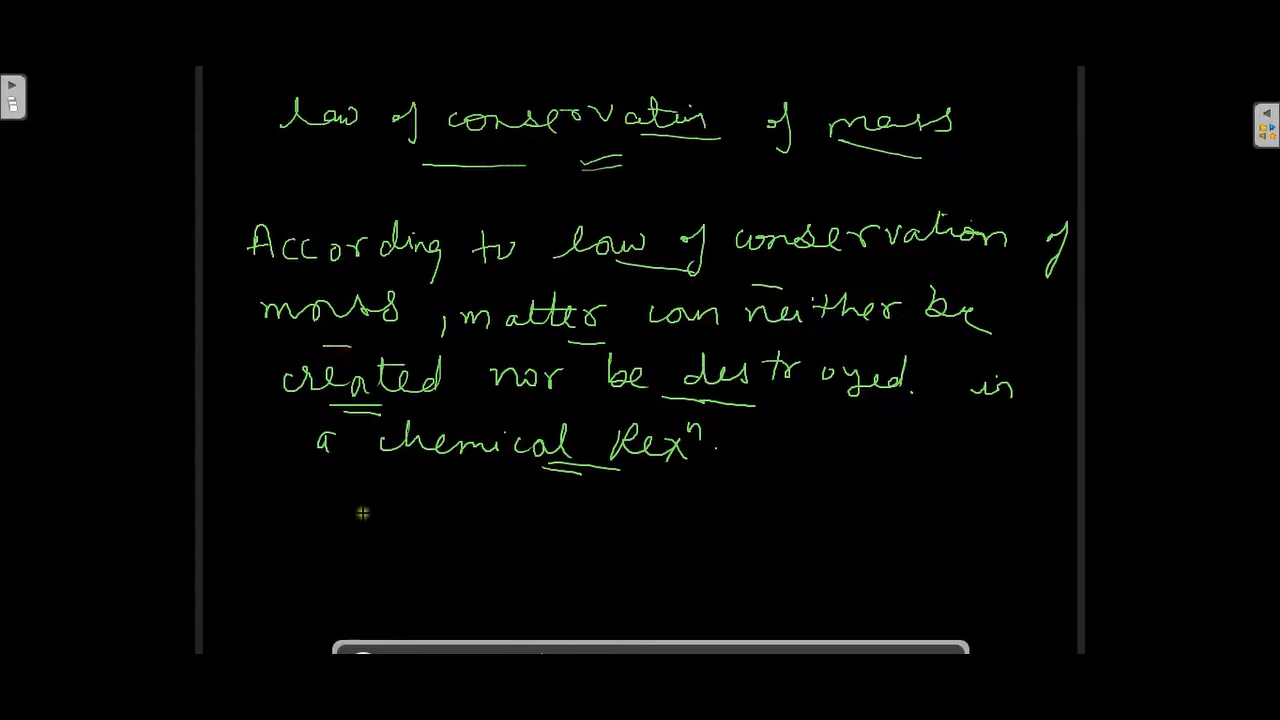 law of conservation of mass
According to law of conservation of
mass, matter can neither be
created nor be destroyed. in
a chemical Rexⁿ.